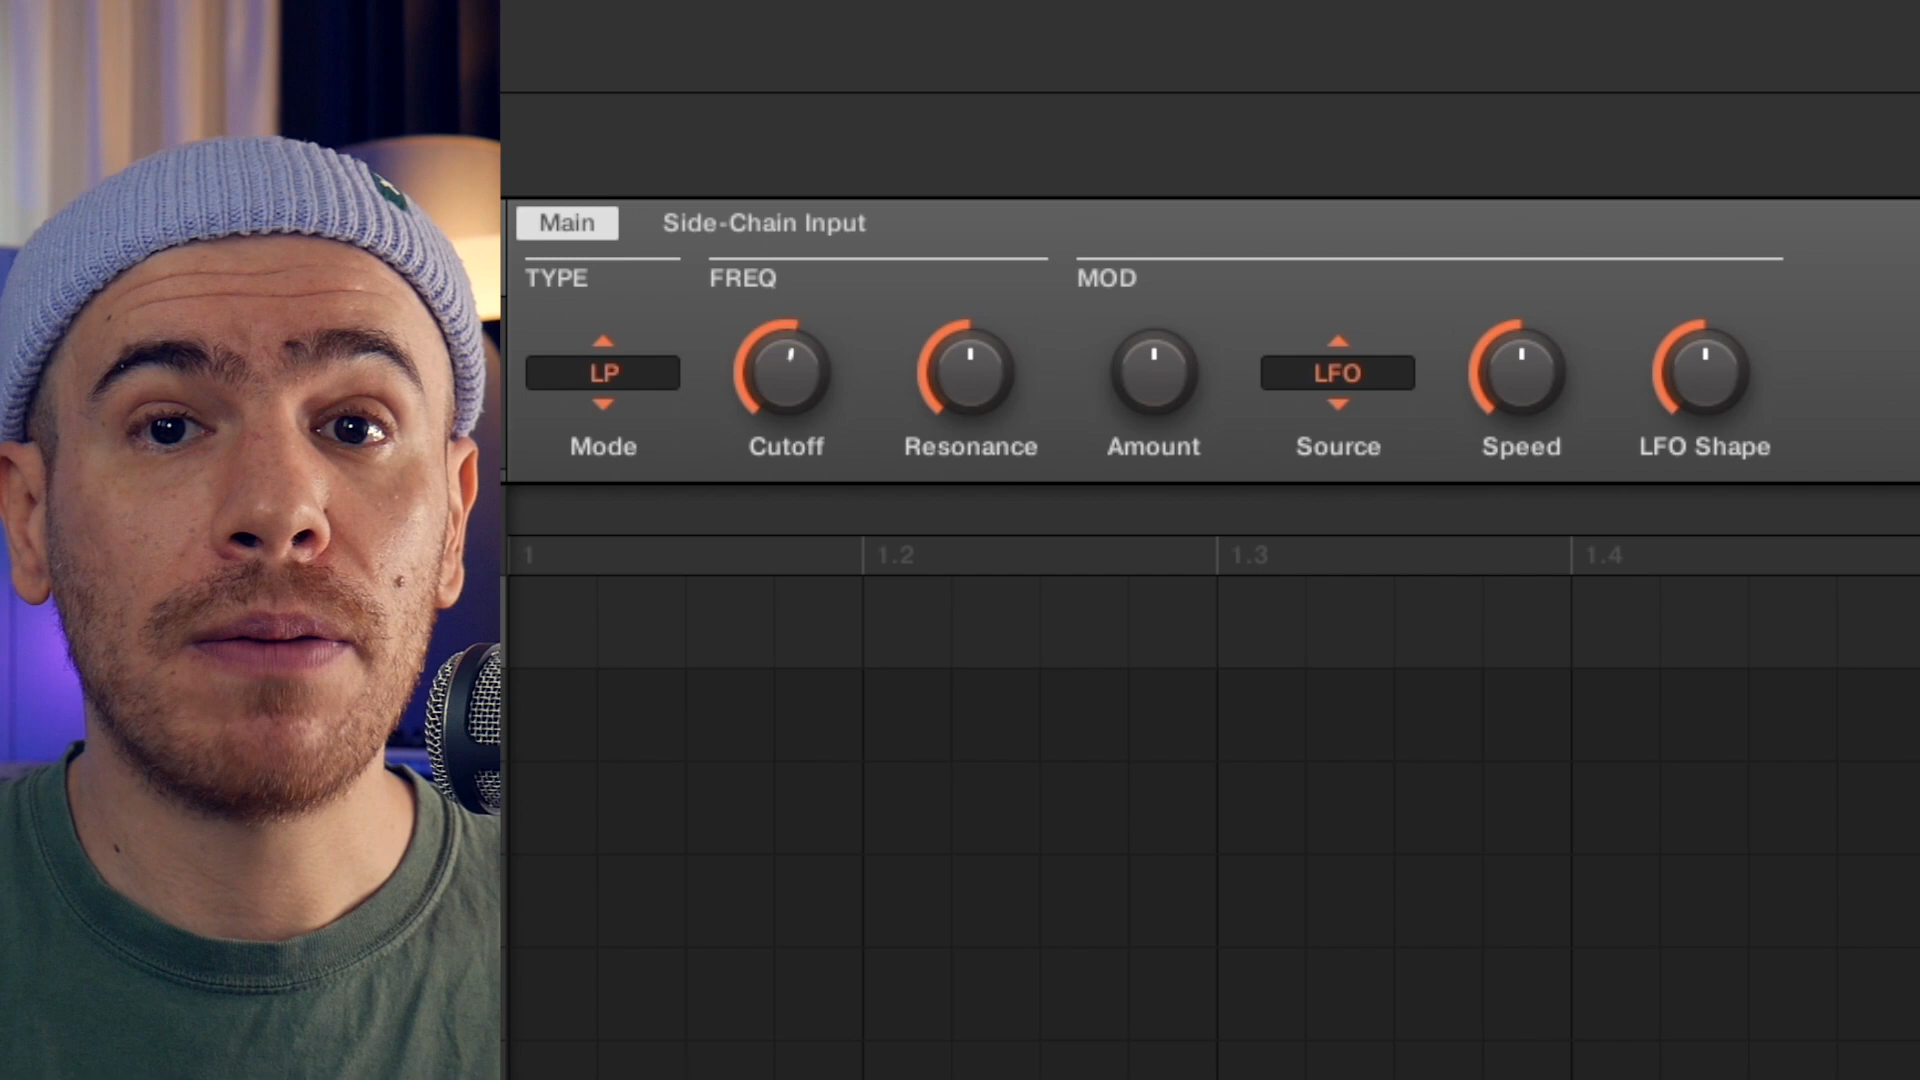 Main Side-Chain Input
TYPE FREQ MOD
LP LFO
Mode Cutoff Resonance Amount Source Speed LFO Shape
1 1.2 1.3 1.4